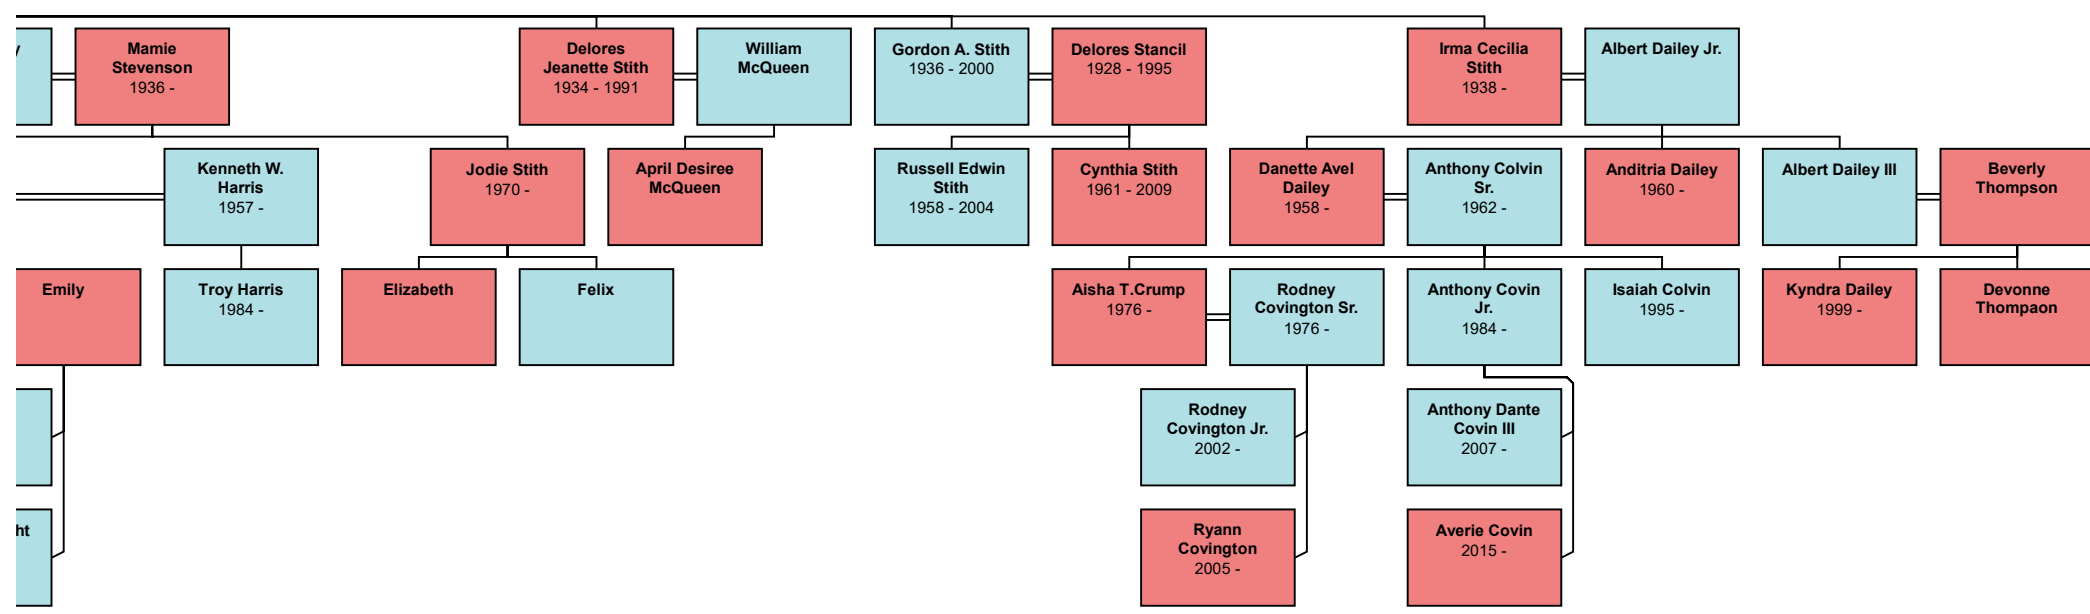 y
Mamie
Stevenson
1936 -
Delores
Jeanette Stith
1934 - 1991
William
McQueen
Gordon A. Stith
1936 - 2000
Delores Stancil
1928 - 1995
Irma Cecilia
Stith
1938 -
Albert Dailey Jr.
Kenneth W.
Harris
1957 -
Jodie Stith
1970 -
April Desiree
McQueen
Russell Edwin
Stith
1958 - 2004
Cynthia Stith
1961 - 2009
Danette Avel
Dailey
1958 -
Anthony Colvin
Sr.
1962 -
Anditria Dailey
1960 -
Albert Dailey III
Beverly
Thompson
Emily
Troy Harris
1984 -
Elizabeth
Felix
Aisha T.Crump
1976 -
Rodney
Covington Sr.
1976 -
Anthony Covin
Jr.
1984 -
Isaiah Colvin
1995 -
Kyndra Dailey
1999 -
Devonne
Thompaon
Rodney
Covington Jr.
2002 -
Anthony Dante
Covin III
2007 -
ht
Ryann
Covington
2005 -
Averie Covin
2015 -